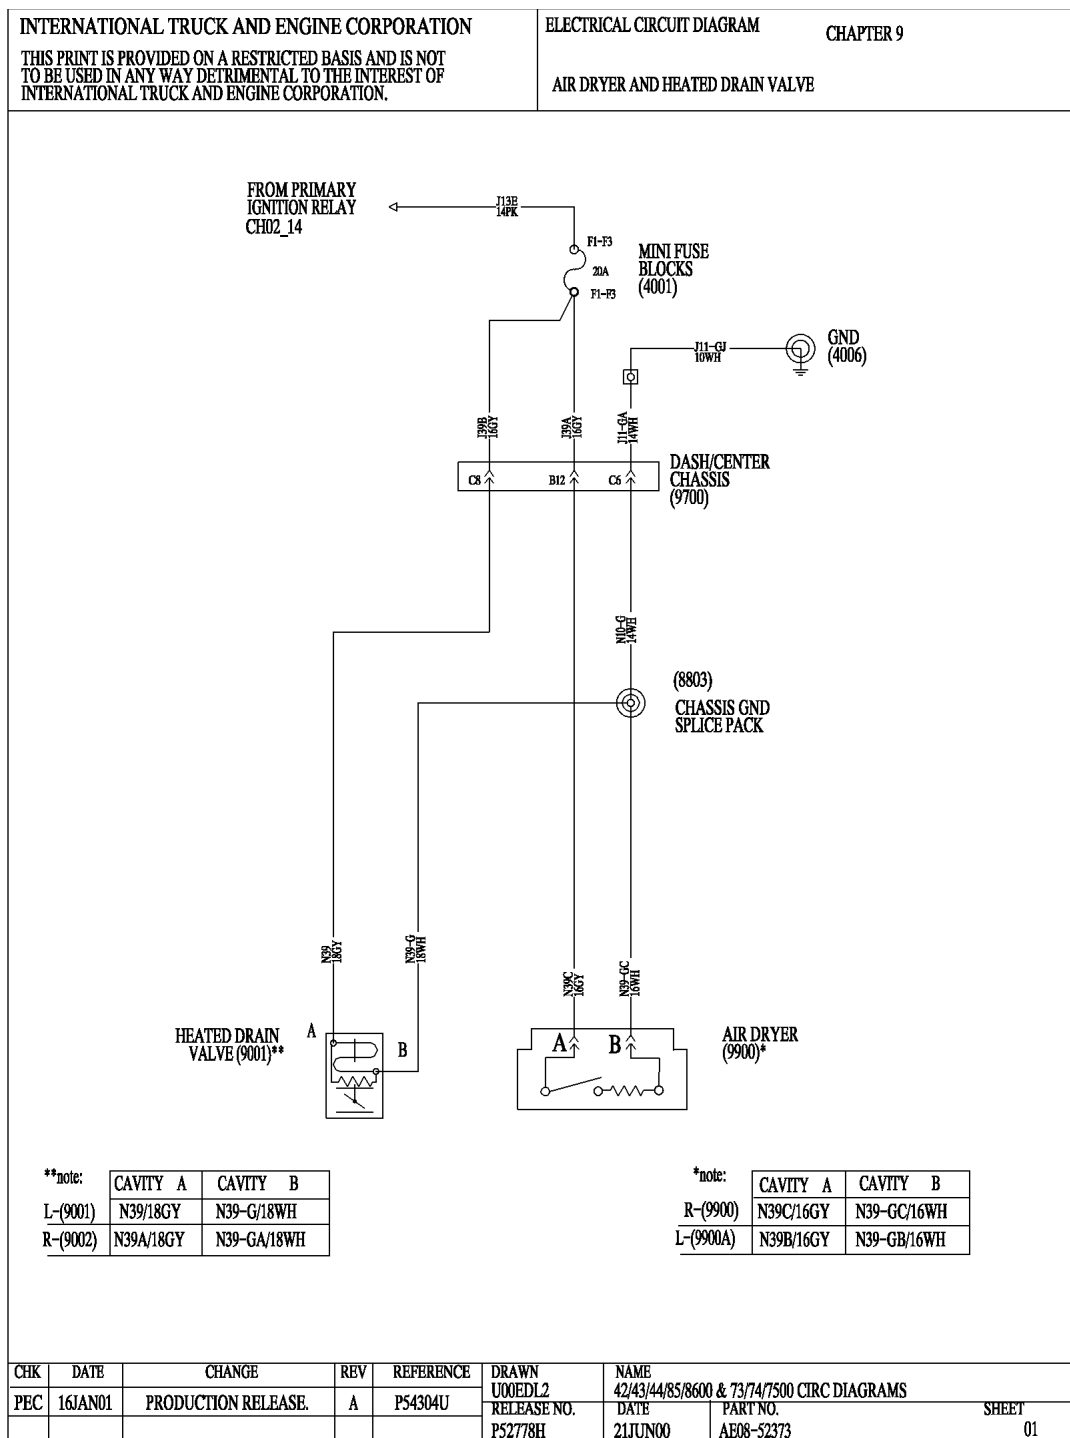 INTERNATIONAL TRUCK AND ENGINE CORPORATION
THIS PRINT IS PROVIDED ON A RESTRICTED BASIS AND IS NOT
TO BE USED IN ANY WAY DETRIMENTAL TO THE INTEREST OF
INTERNATIONAL TRUCK AND ENGINE CORPORATION.
ELECTRICAL CIRCUIT DIAGRAM
CHAPTER 9
AIR DRYER AND HEATED DRAIN VALVE
FROM PRIMARY
IGNITION RELAY
CH02_14
J13E
14PK
F1-F3
20A
F1-F3
MINI FUSE
BLOCKS
(4001)
J11-GJ
10WH
GND
(4006)
J39B
16GY
J39A
16GY
J11-GA
14WH
C8
B12
C6
DASH/CENTER
CHASSIS
(9700)
N10-G
14WH
(8803)
CHASSIS GND
SPLICE PACK
N39
18GY
N39-G
18WH
N39C
16GY
N39-GC
16WH
HEATED DRAIN
VALVE (9001)**
A
B
A
B
AIR DRYER
(9900)*
**note:
CAVITY A CAVITY B
L-(9001) N39/18GY N39-G/18WH
R-(9002) N39A/18GY N39-GA/18WH
*note:
CAVITY A CAVITY B
R-(9900) N39C/16GY N39-GC/16WH
L-(9900A) N39B/16GY N39-GB/16WH
CHK DATE CHANGE REV REFERENCE
PEC 16JAN01 PRODUCTION RELEASE. A P54304U
DRAWN
U00EDL2
NAME
42/43/44/85/8600 & 73/74/7500 CIRC DIAGRAMS
RELEASE NO.
P52778H
DATE
21JUN00
PART NO.
AE08-52373
SHEET
01